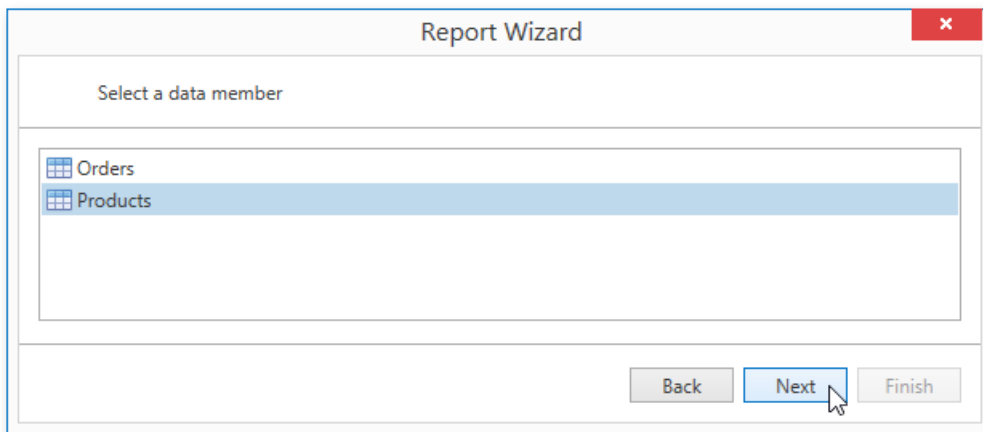 Report Wizard
Select a data member
Orders
Products
Back Next Finish